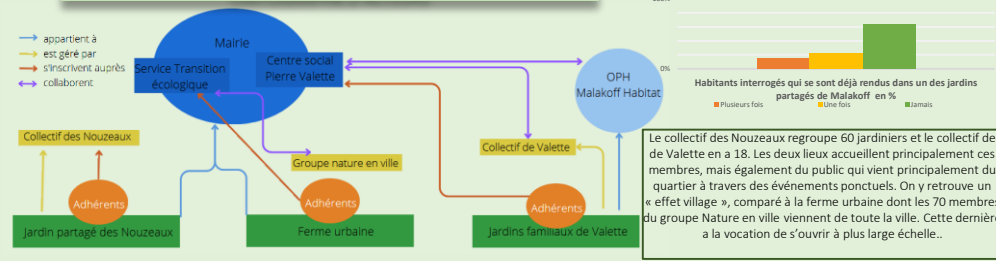 appartient à
est géré par
s'inscrivent auprès
collaborent
Mairie
Service Transition
écologique
Centre social
Pierre Valette
OPH
Malakoff Habitat
Collectif des Nouzeaux
Groupe nature en ville
Collectif de Valette
Adhérents
Adhérents
Adhérents
Jardin partagé des Nouzeaux
Ferme urbaine
Jardins familiaux de Valette
0%
Habitants interrogés qui se sont déjà rendus dans un des jardins
partagés de Malakoff en %
Plusieurs fois
Une fois
Jamais
Le collectif des Nouzeaux regroupe 60 jardiniers et le collectif de
de Valette en a 18. Les deux lieux accueillent principalement ces
membres, mais également du public qui vient principalement du
quartier à travers des événements ponctuels. On y retrouve un
« effet village », comparé à la ferme urbaine dont les 70 membres
du groupe Nature en ville viennent de toute la ville. Cette dernière
a la vocation de s'ouvrir à plus large échelle..